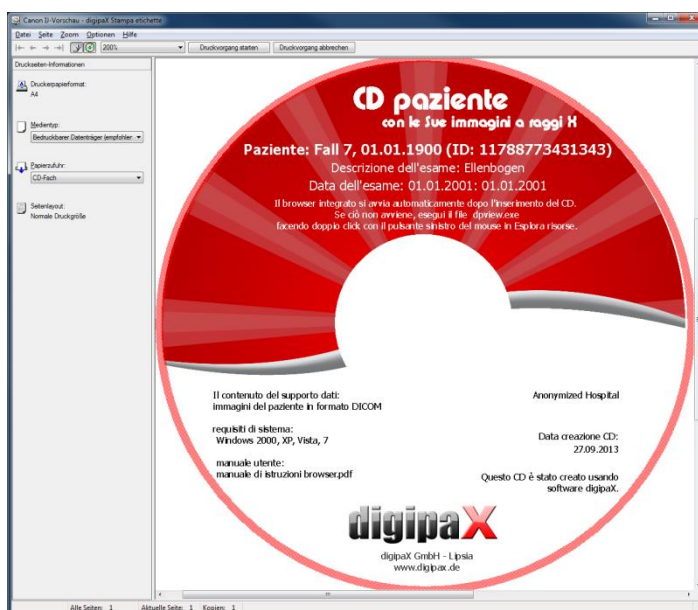 Canon IJ-Vorschau - digipaX Stampa etichette
Datei Seite Zoom Optionen Hilfe
200% Druckvorgang starten Druckvorgang abbrechen
Druckseiten-Informationen
Druckerpapierformat:
A4
Medientyp:
Bedruckbarer Datenträger (empfohlen
Papierzufuhr:
CD-Fach
Seitenlayout:
Normale Druckgröße
CD paziente
con le Sue immagini a raggi X
Paziente: Fall 7, 01.01.1900 (ID: 11788773431343)
Descrizione dell'esame: Ellenbogen
Data dell'esame: 01.01.2001: 01.01.2001
Il browser integrato si avvia automaticamente dopo l'inserimento del CD.
Se ciò non avviene, esegui il file dpview.exe
facendo doppio click con il pulsante sinistro del mouse in Esplora risorse.
Il contenuto del supporto dati:
immagini del paziente in formato DICOM
requisiti di sistema:
Windows 2000, XP, Vista, 7
manuale utente:
manuale di istruzioni browser.pdf
Anonymized Hospital
Data creazione CD:
27.09.2013
Questo CD è stato creato usando
software digipaX.
digipaX
digipaX GmbH - Lipsia
www.digipax.de
Alle Seiten: 1 Aktuelle Seite: 1 Kopien: 1